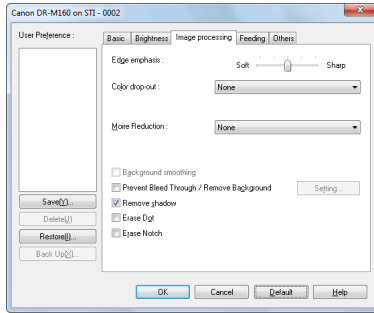 Canon DR-M160 on STI - 0002
User Preference :
Basic Brightness Image processing Feeding Others
Edge emphasis :
Soft Sharp
Color drop-out :
None
Moire Reduction :
None
Background smoothing
Prevent Bleed Through / Remove Background
Setting...
Remove shadow
Erase Dot
Erase Notch
Save(Y)...
Delete(J)
Restore(I)...
Back Up(X)...
OK Cancel Default Help